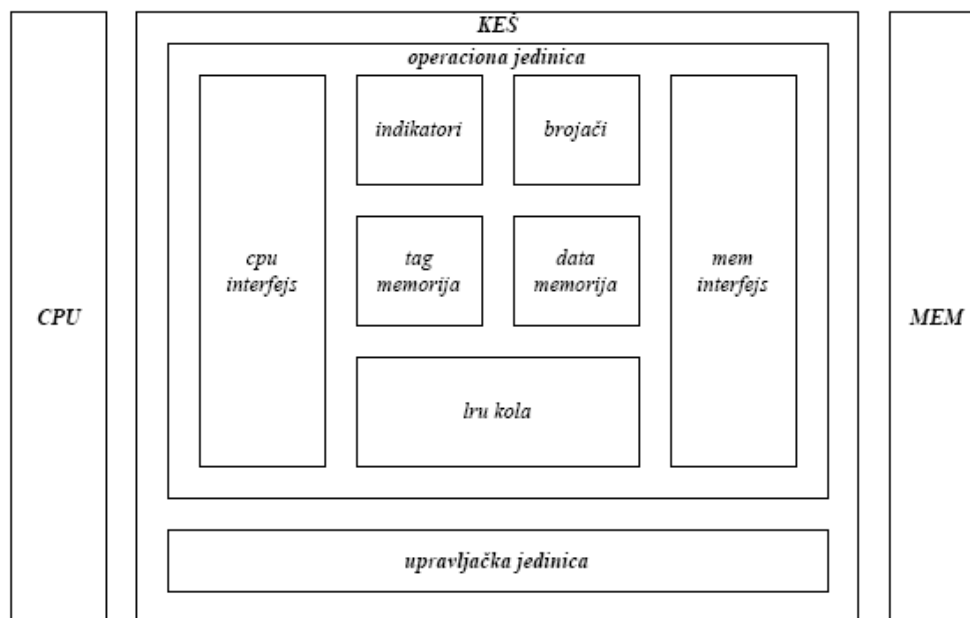 KEŠ
operaciona jedinica
indikatori
brojači
cpu
interfejs
tag
memorija
data
memorija
mem
interfejs
CPU
MEM
lru kola
upravljačka jedinica